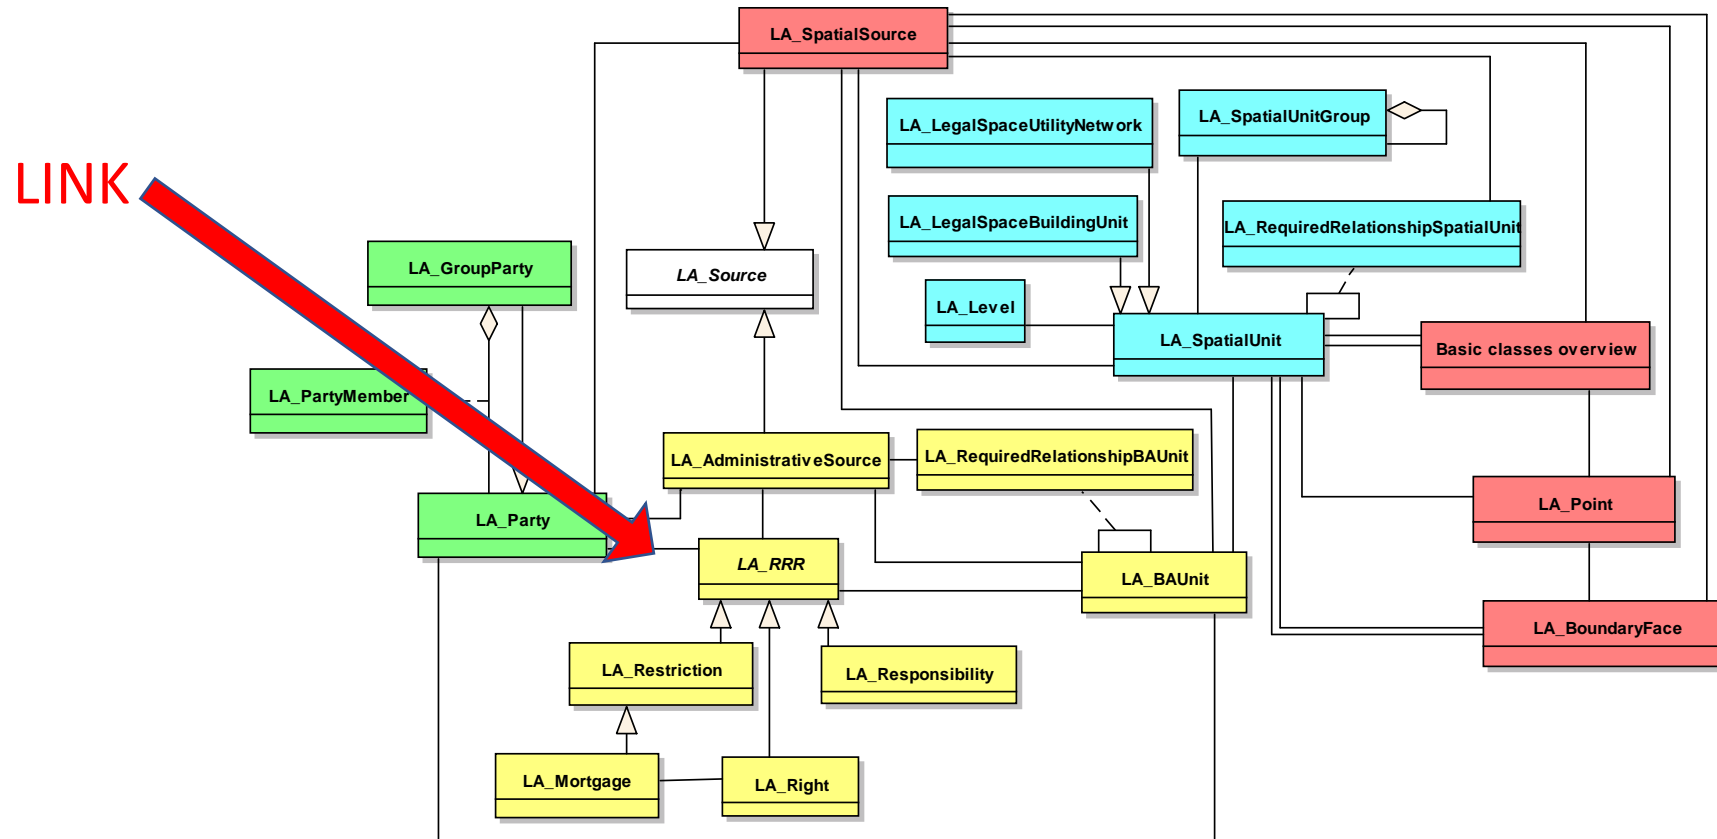 LA_SpatialSource
LA_LegalSpaceUtilityNetwork
LA_SpatialUnitGroup
LINK
LA_LegalSpaceBuildingUnit
LA_RequiredRelationshipSpatialUnit
LA_GroupParty
LA_Source
LA_Level
LA_SpatialUnit
Basic classes overview
LA_PartyMember
LA_AdministrativeSource
LA_RequiredRelationshipBAUnit
LA_Party
LA_Point
LA_RRR
LA_BAUnit
LA_BoundaryFace
LA_Restriction
LA_Responsibility
LA_Mortgage
LA_Right